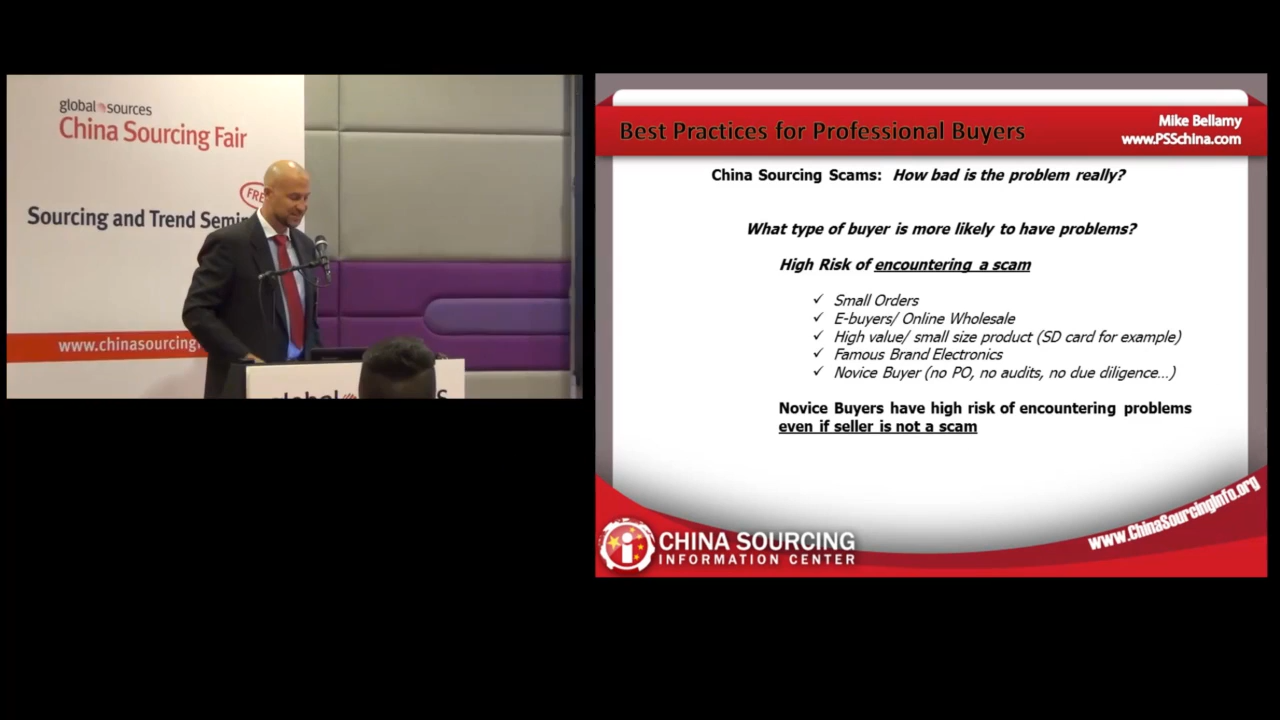 global sources
China Sourcing Fair
FRE
Sourcing and Trend Semi
www.chinasourcing
global
S
Best Practices for Professional Buyers
Mike Bellamy
www.PSSchina.com
China Sourcing Scams: How bad is the problem really?
What type of buyer is more likely to have problems?
High Risk of encountering a scam
✓ Small Orders
✓ E-buyers/ Online Wholesale
✓ High value/ small size product (SD card for example)
✓ Famous Brand Electronics
✓ Novice Buyer (no PO, no audits, no due diligence...)
Novice Buyers have high risk of encountering problems
even if seller is not a scam
www.ChinaSourcingInfo.org
CHINA SOURCING
INFORMATION CENTER